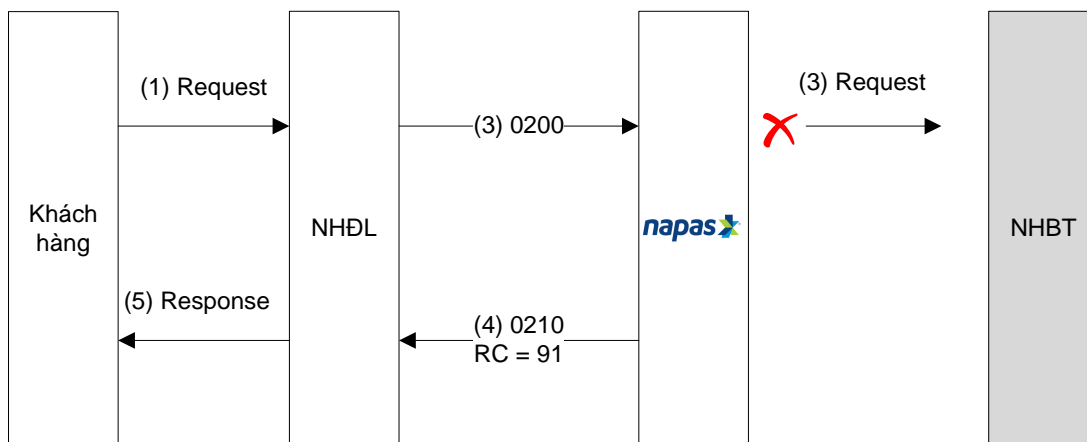 (1) Request
(3) Request
(3) 0200
Khách
hàng
NHĐL
napas
NHBT
(5) Response
(4) 0210
RC = 91